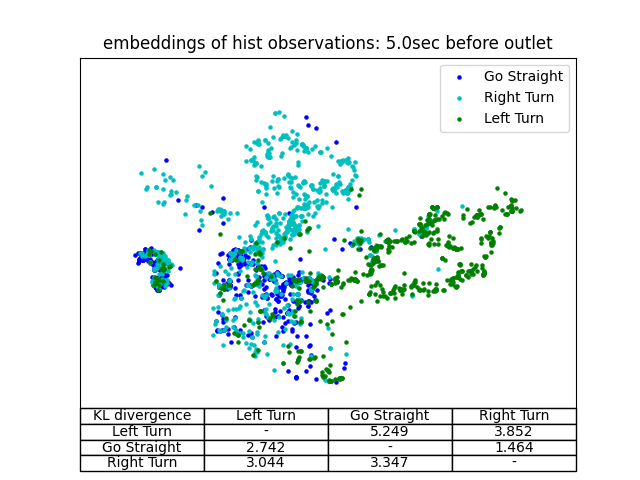 embeddings of hist observations: 5.0sec before outlet
Go Straight
Right Turn
Left Turn
KL divergence Left Turn Go Straight Right Turn
Left Turn - 5.249 3.852
Go Straight 2.742 - 1.464
Right Turn 3.044 3.347 -